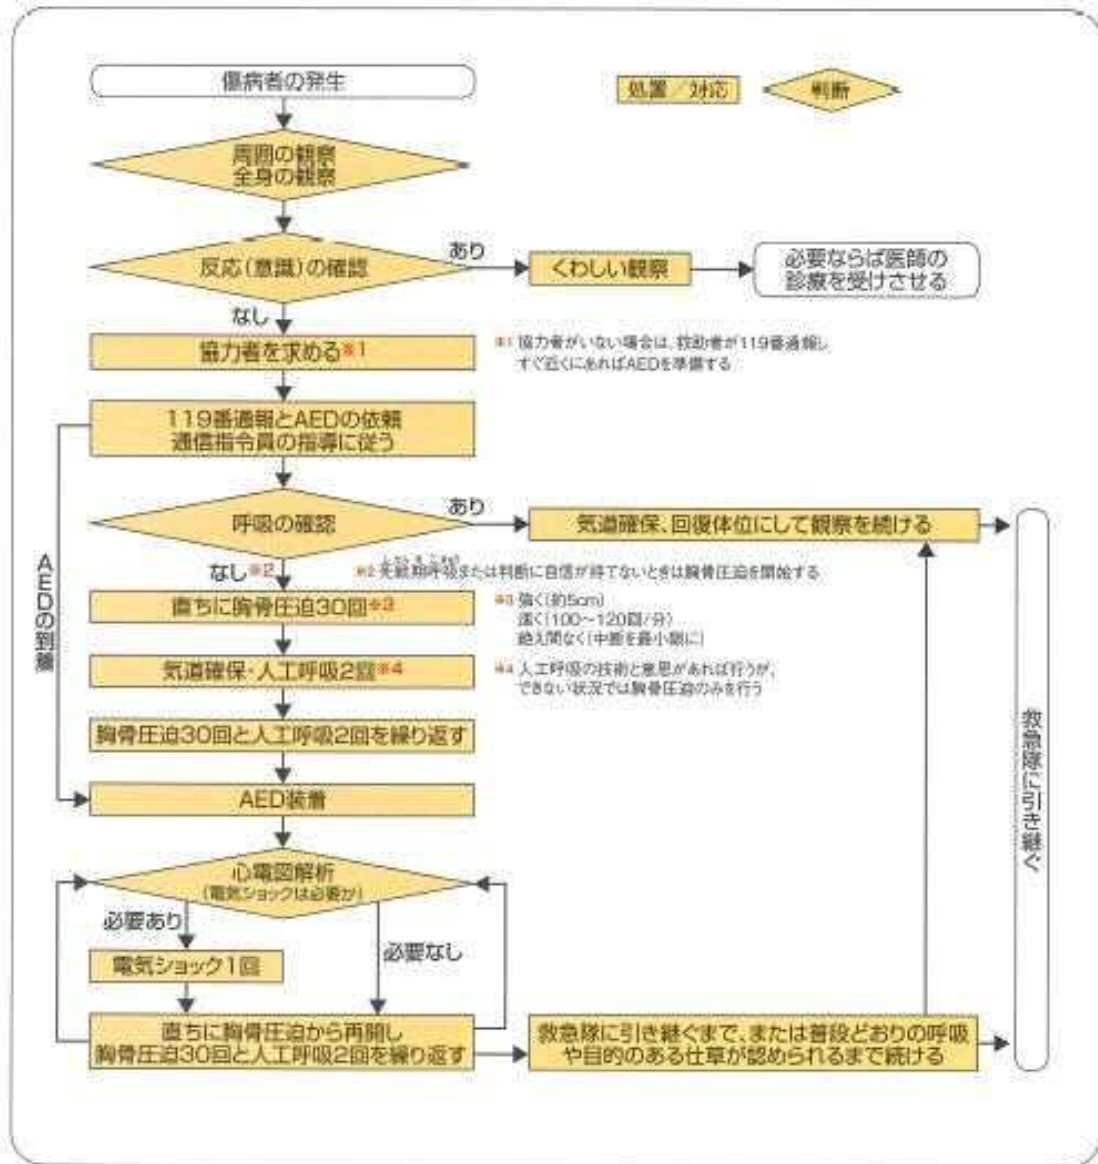 傷病者の発生
処置／対応
判断
周囲の観察
全身の観察
反応(意識)の確認
あり
くわしい観察
必要ならば医師の
診療を受けさせる
なし
協力者を求める※1
※1 協力者がいない場合は、救助者が119番通報し
すぐ近くにあればAEDを準備する
119番通報とAEDの依頼
通信指令員の指導に従う
呼吸の確認
あり
気道確保、回復体位にして観察を続ける
AEDの到着
なし※2
しせんきこきゅう
※2 死戦期呼吸または判断に自信が持てないときは胸骨圧迫を開始する
直ちに胸骨圧迫30回※3
※3 強く(約5cm)
速く(100〜120回/分)
絶え間なく(中断を最小限に)
気道確保・人工呼吸2回※4
※4 人工呼吸の技術と意思があれば行うが、
できない状況では胸骨圧迫のみを行う
胸骨圧迫30回と人工呼吸2回を繰り返す
救急隊に引き継ぐ
AED装着
心電図解析
(電気ショックは必要か)
必要あり
必要なし
電気ショック1回
直ちに胸骨圧迫から再開し
胸骨圧迫30回と人工呼吸2回を繰り返す
救急隊に引き継ぐまで、または普段どおりの呼吸
や目的のある仕草が認められるまで続ける